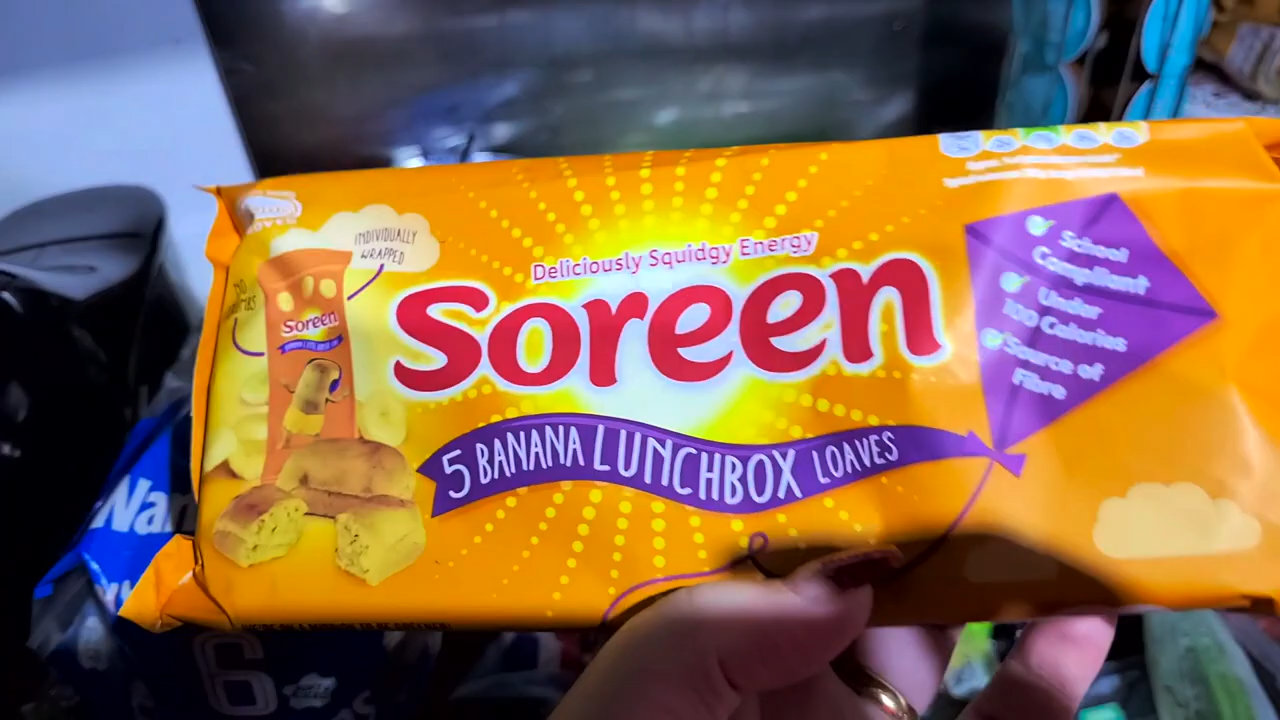 INDIVIDUALLY
WRAPPED
Soreen
Deliciously Squidgy Energy
Soreen
5 BANANA LUNCHBOX LOAVES
School
Compliant
Under
100 Calories
Source of
Fibre
6